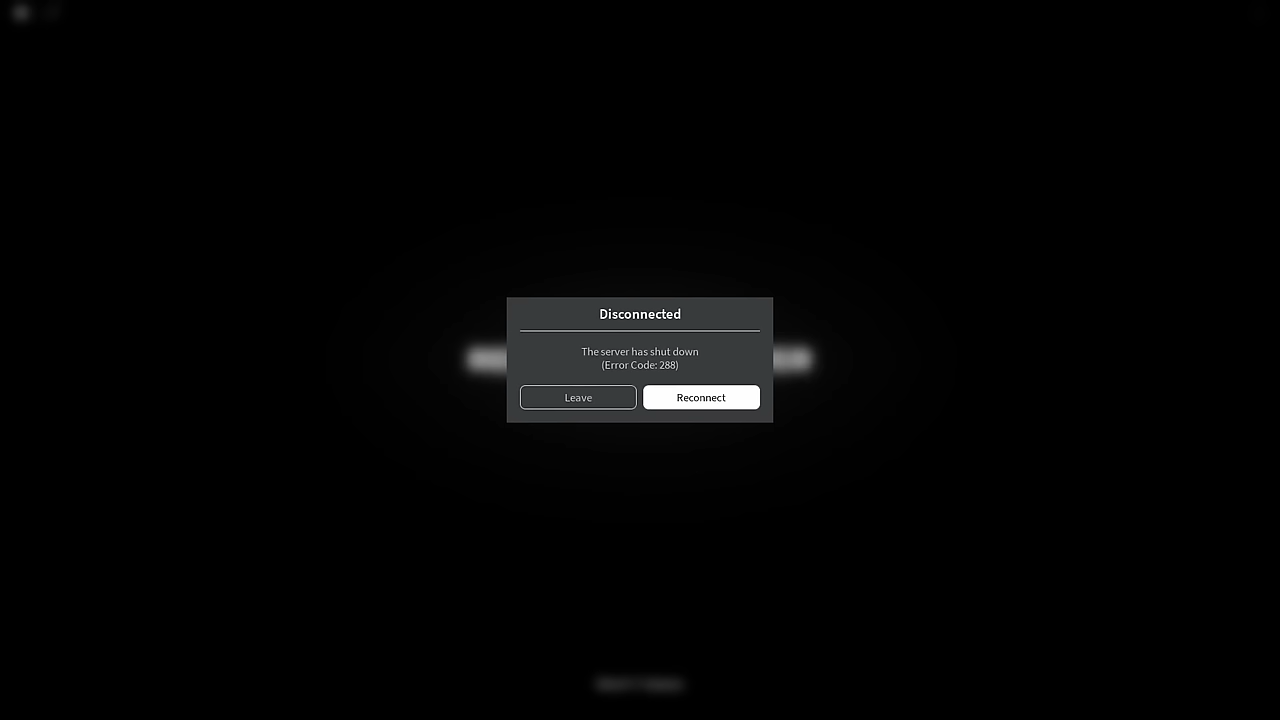 Disconnected
The server has shut down
(Error Code: 288)
Leave
Reconnect